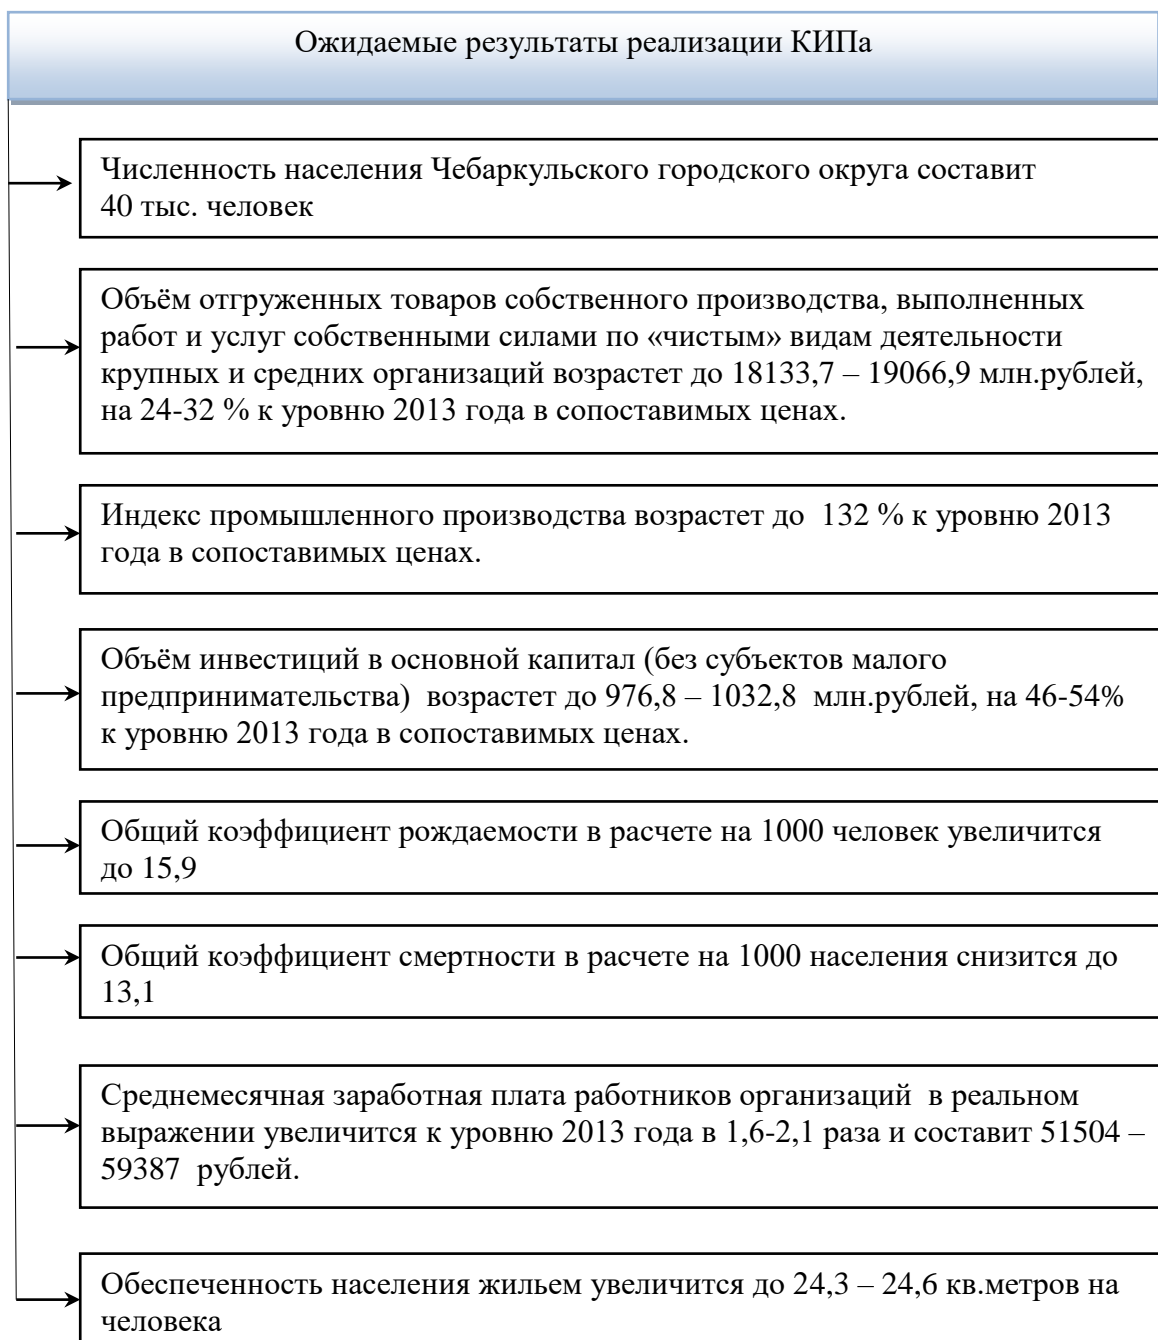 Ожидаемые результаты реализации КИПа
Численность населения Чебаркульского городского округа составит
40 тыс. человек
Объём отгруженных товаров собственного производства, выполненных
работ и услуг собственными силами по «чистым» видам деятельности
крупных и средних организаций возрастет до 18133,7 – 19066,9 млн.рублей,
на 24-32 % к уровню 2013 года в сопоставимых ценах.
Индекс промышленного производства возрастет до 132 % к уровню 2013
года в сопоставимых ценах.
Объём инвестиций в основной капитал (без субъектов малого
предпринимательства) возрастет до 976,8 – 1032,8 млн.рублей, на 46-54%
к уровню 2013 года в сопоставимых ценах.
Общий коэффициент рождаемости в расчете на 1000 человек увеличится
до 15,9
Общий коэффициент смертности в расчете на 1000 населения снизится до
13,1
Среднемесячная заработная плата работников организаций в реальном
выражении увеличится к уровню 2013 года в 1,6-2,1 раза и составит 51504 –
59387 рублей.
Обеспеченность населения жильем увеличится до 24,3 – 24,6 кв.метров на
человека